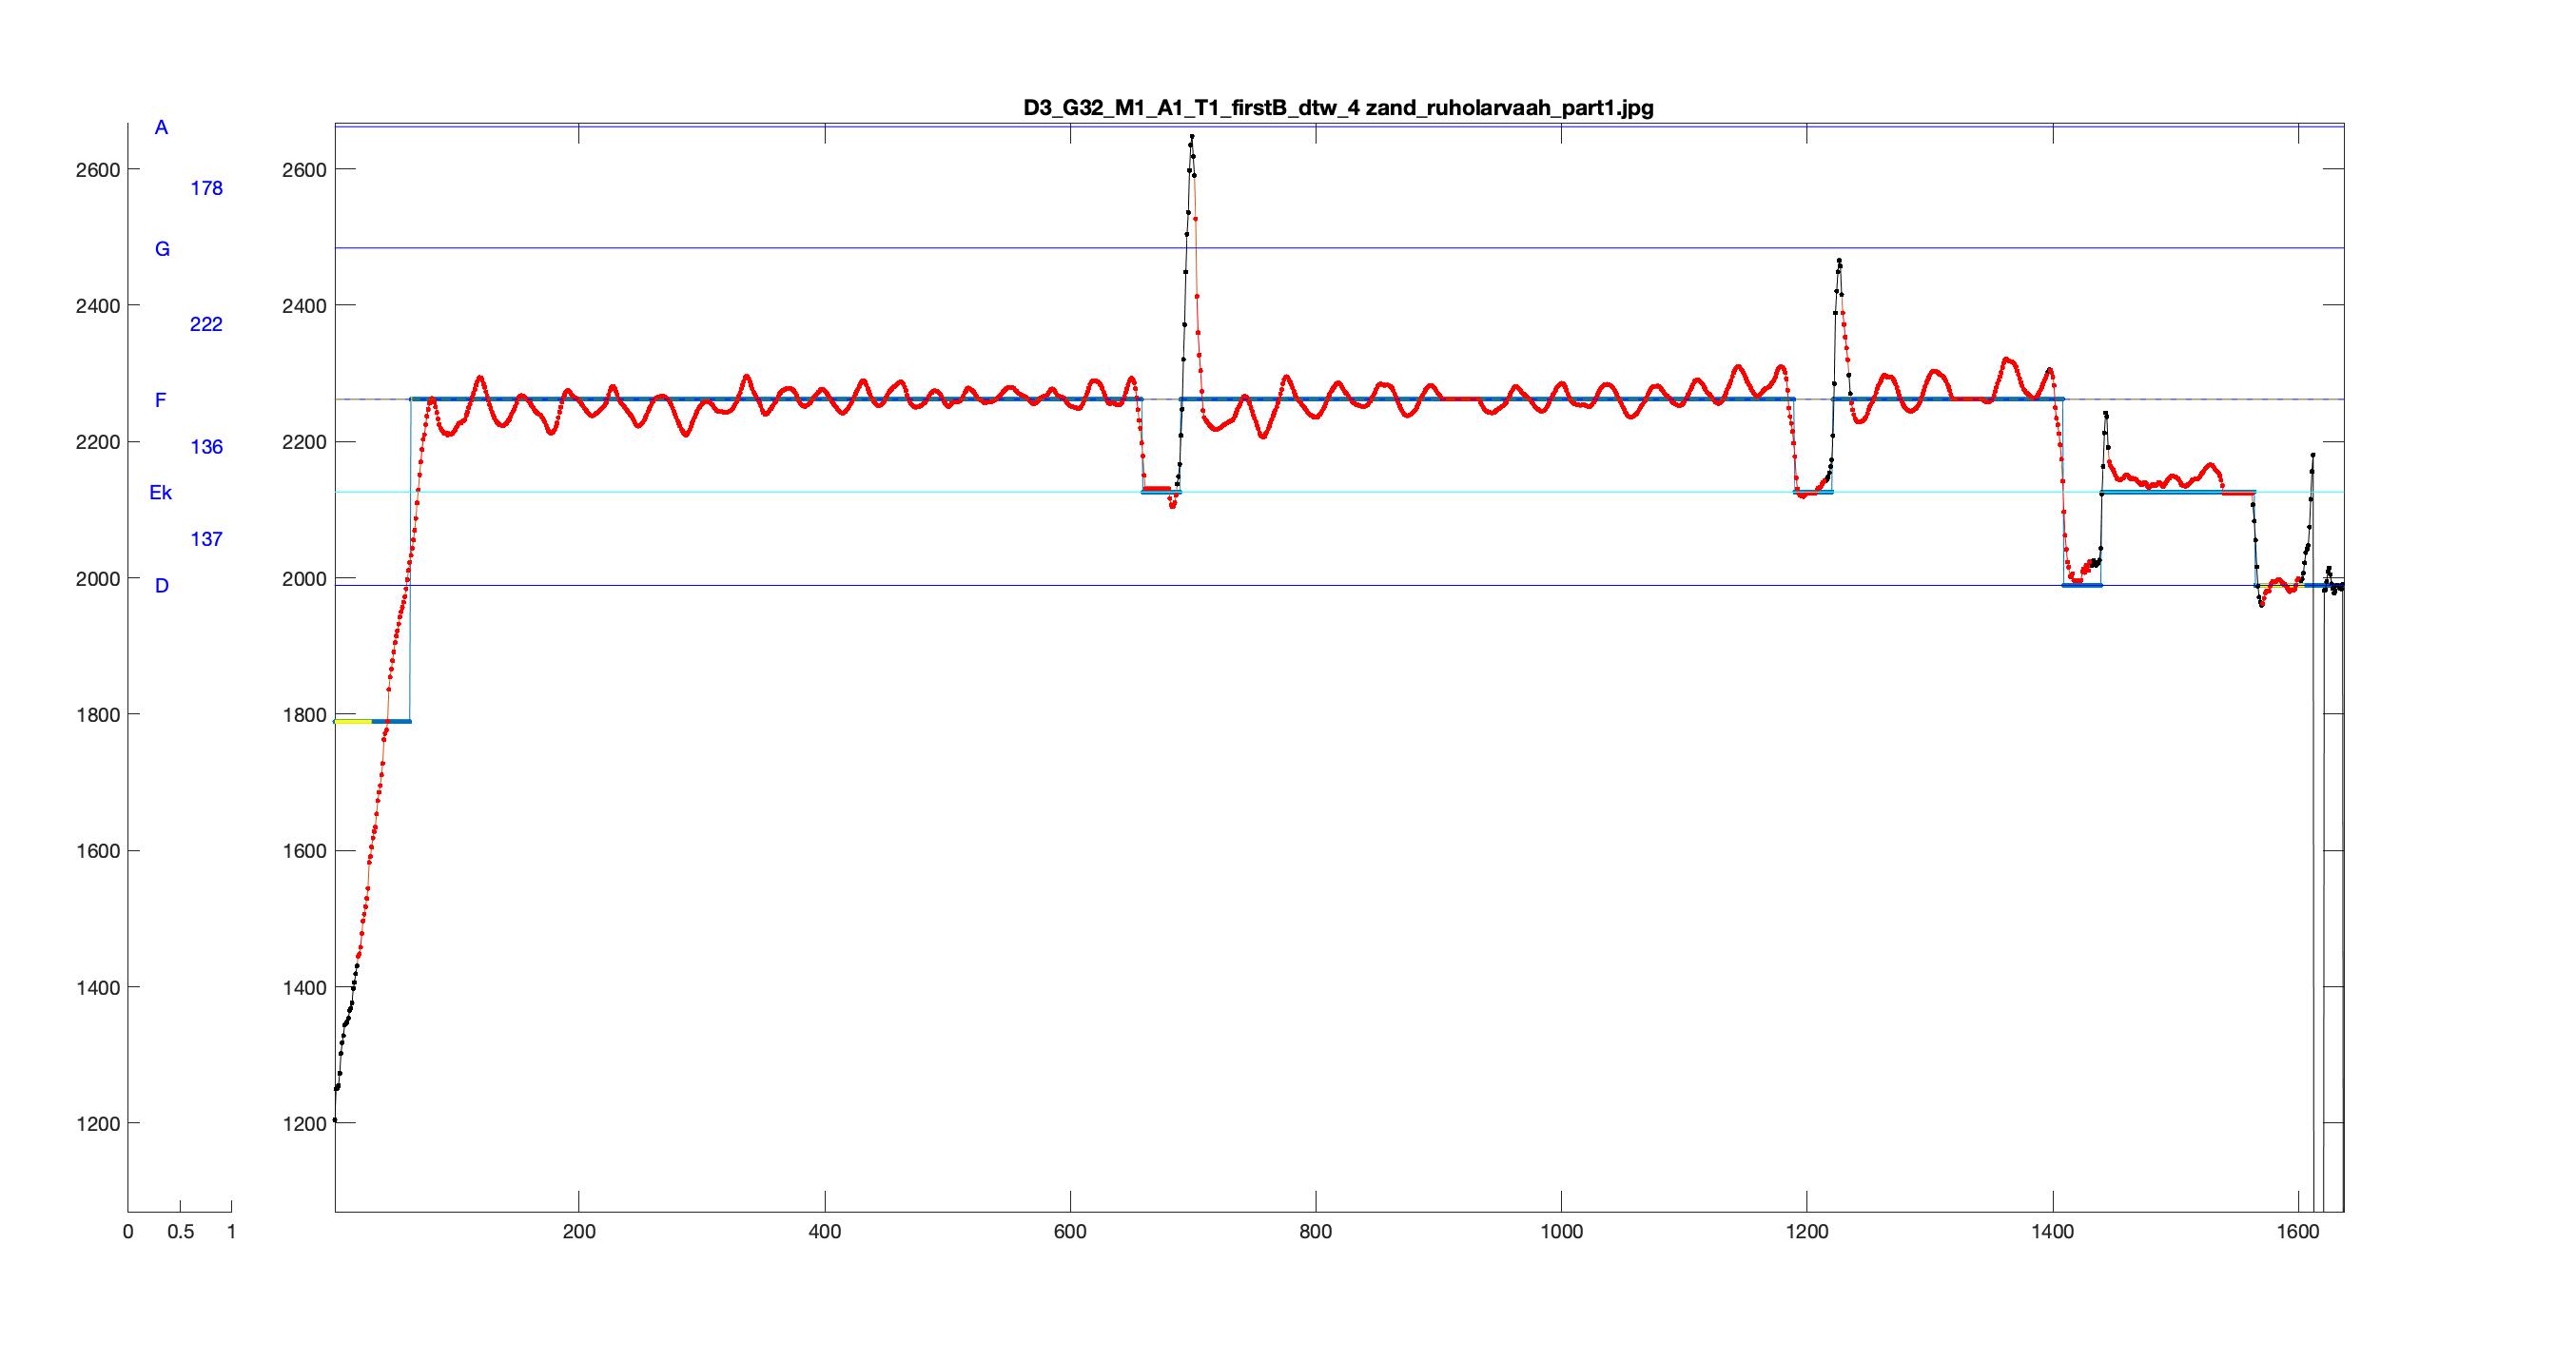 D3_G32_M1_A1_T1_firstB_dtw_4 zand_ruholarvaah_part1.jpg
A
2600 2600
178
G
2400 2400
222
F
2200 2200
136
Ek
137
2000 2000
D
1800 1800
1600 1600
1400 1400
1200 1200
0 0.5 1 200 400 600 800 1000 1200 1400 1600